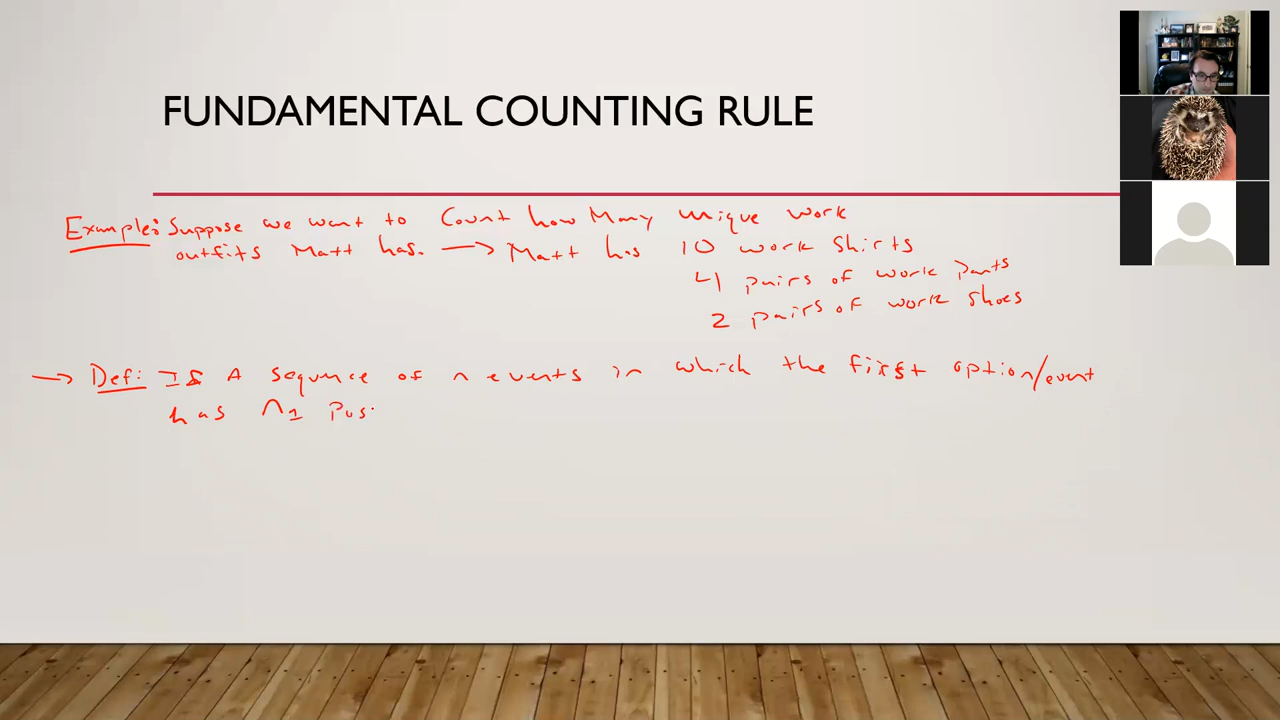 FUNDAMENTAL COUNTING RULE
Example: Suppose we want to Count how Many unique work
outfits Matt has. → Matt has 10 work shirts
4 pairs of work Pants
2 pairs of work Shoes
→ Def: Is A sequence of n events in which the first option/event
has n₁ Pos